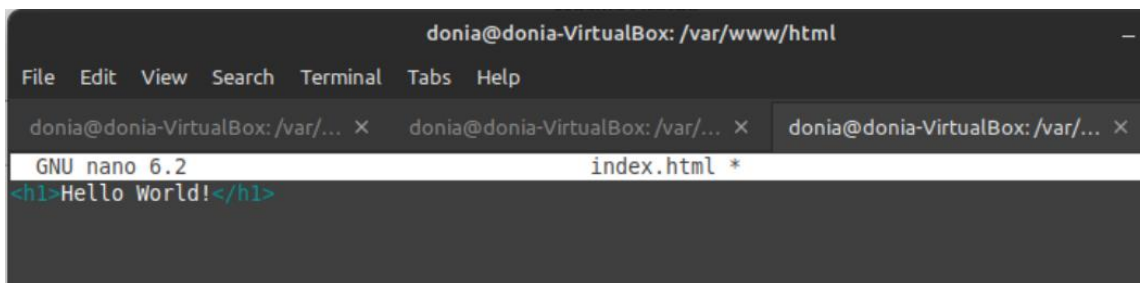 donia@donia-VirtualBox: /var/www/html
File Edit View Search Terminal Tabs Help
donia@donia-VirtualBox: /var/... × donia@donia-VirtualBox: /var/... × donia@donia-VirtualBox: /var/... ×
GNU nano 6.2 index.html *
<h1>Hello World!</h1>